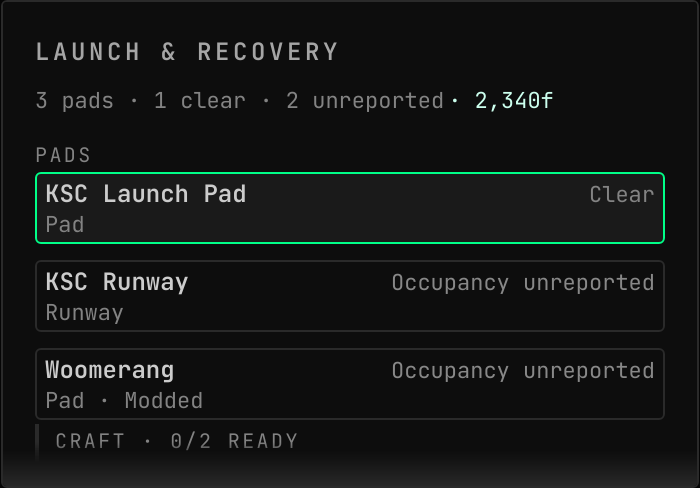 LAUNCH & RECOVERY
3 pads · 1 clear · 2 unreported · 2,340f
PADS
KSC Launch Pad Clear
Pad
KSC Runway Occupancy unreported
Runway
Woomerang Occupancy unreported
Pad · Modded
CRAFT · 0/2 READY